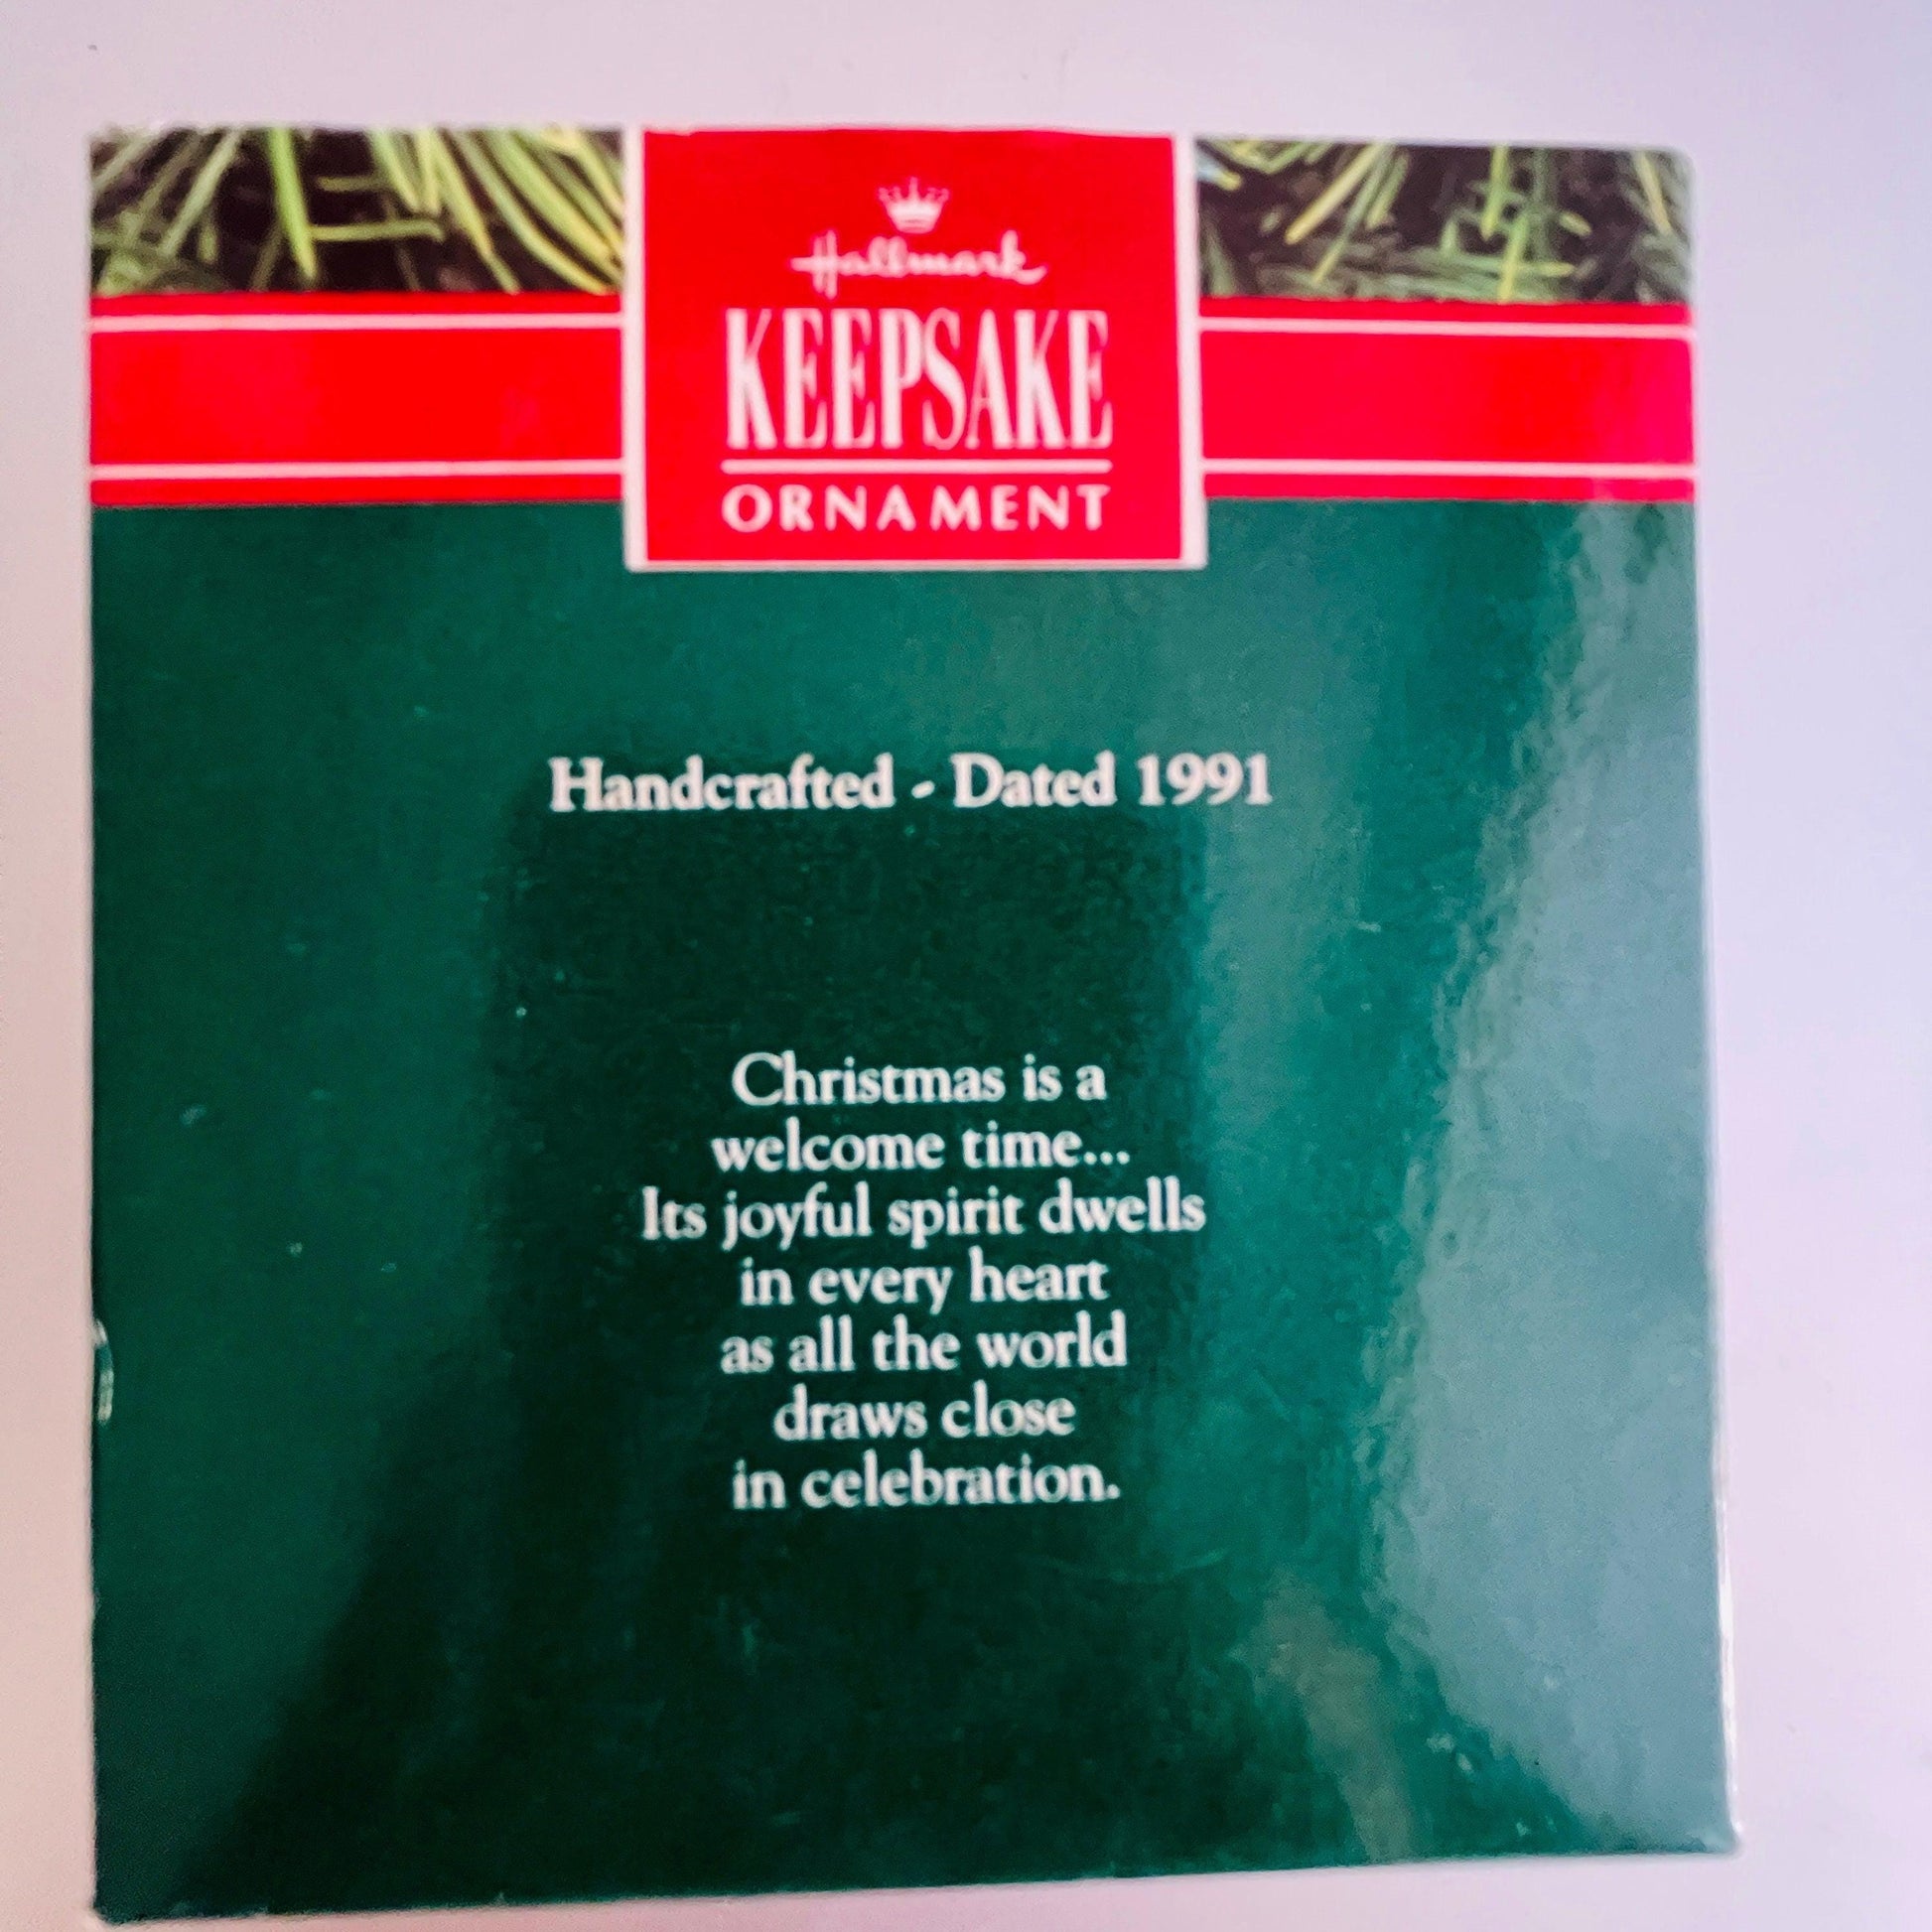 Hallmark
KEEPSAKE
ORNAMENT
Handcrafted - Dated 1991
Christmas is a
welcome time...
Its joyful spirit dwells
in every heart
as all the world
draws close
in celebration.